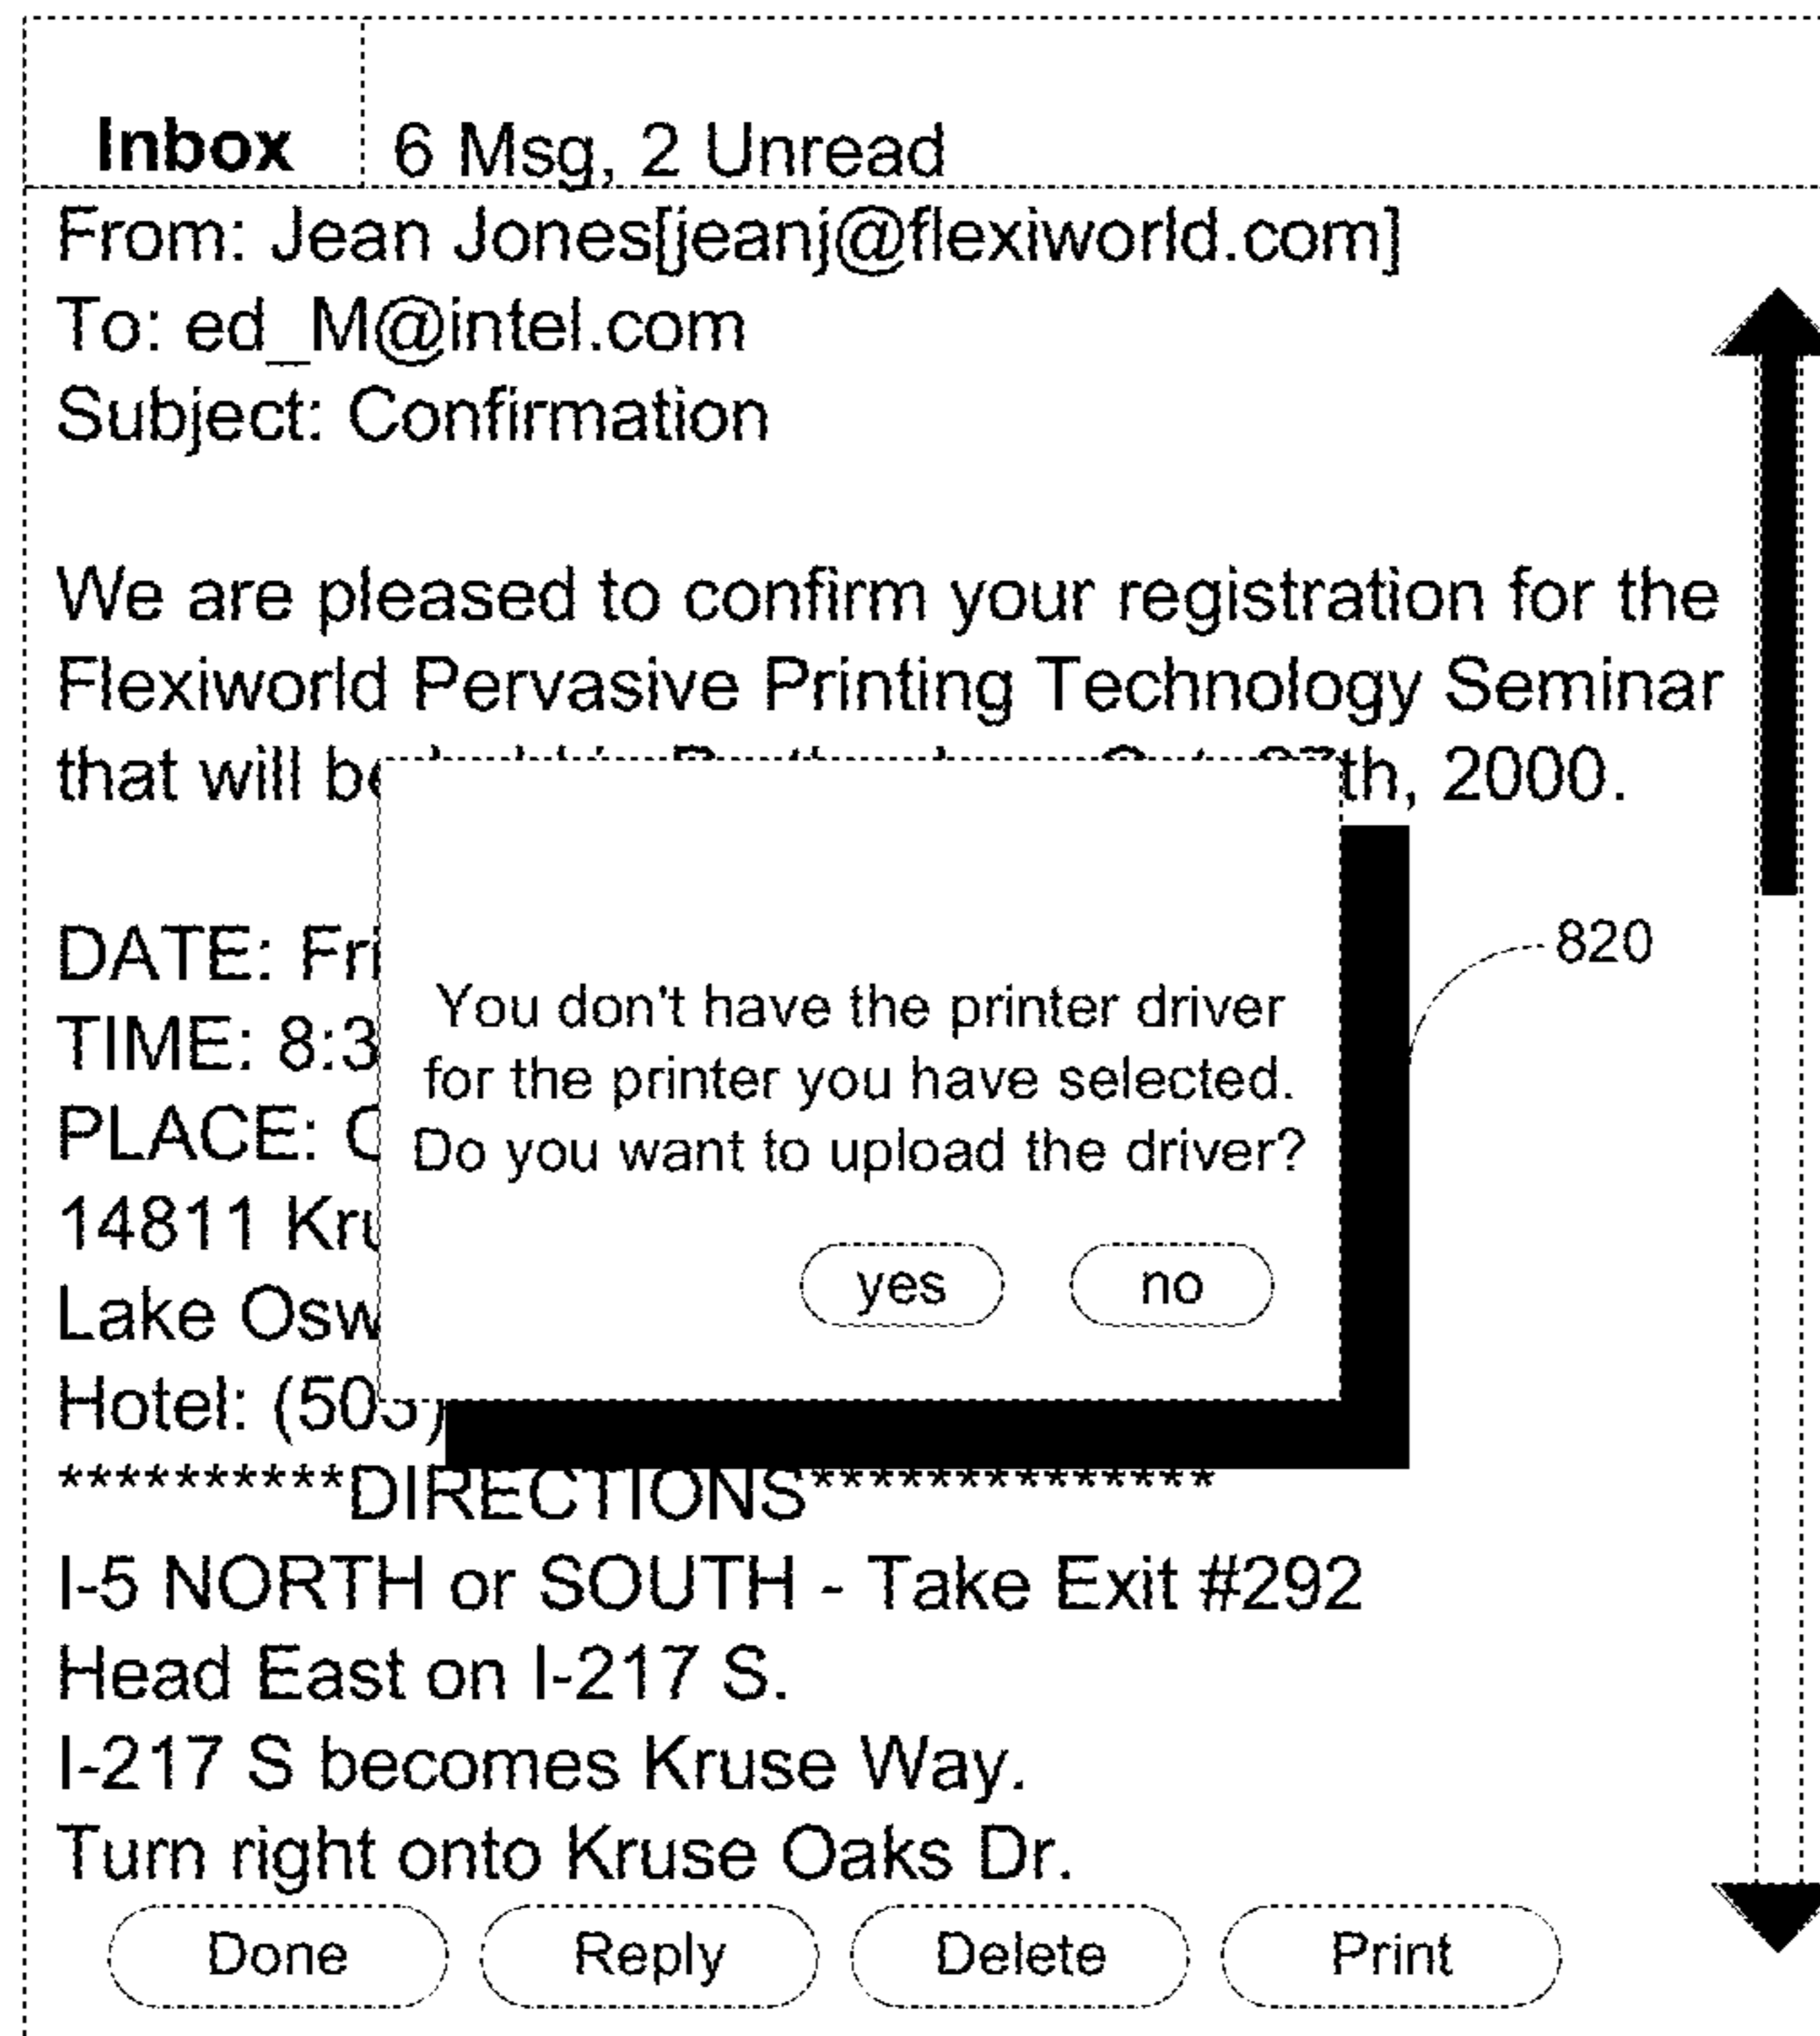 Inbox 6 Msg, 2 Unread
From: Jean Jones[jeanj@flexiworld.com]
To: ed_M@intel.com
Subject: Confirmation
We are pleased to confirm your registration for the
Flexiworld Pervasive Printing Technology Seminar
that will th, 2000.
DATE: Fri
820
You don't have the printer driver
TIME: 8:3
for the printer you have selected.
PLACE:
Do you want to upload the driver?
14811
yes no
Lake Osw
Hotel: (503)
**********DIRECTIONS**************
I-5 NORTH or SOUTH - Take Exit #292
Head East on I-217 S.
I-217 S becomes Kruse Way.
Turn right onto Kruse Oaks Dr.
Done Reply Delete Print